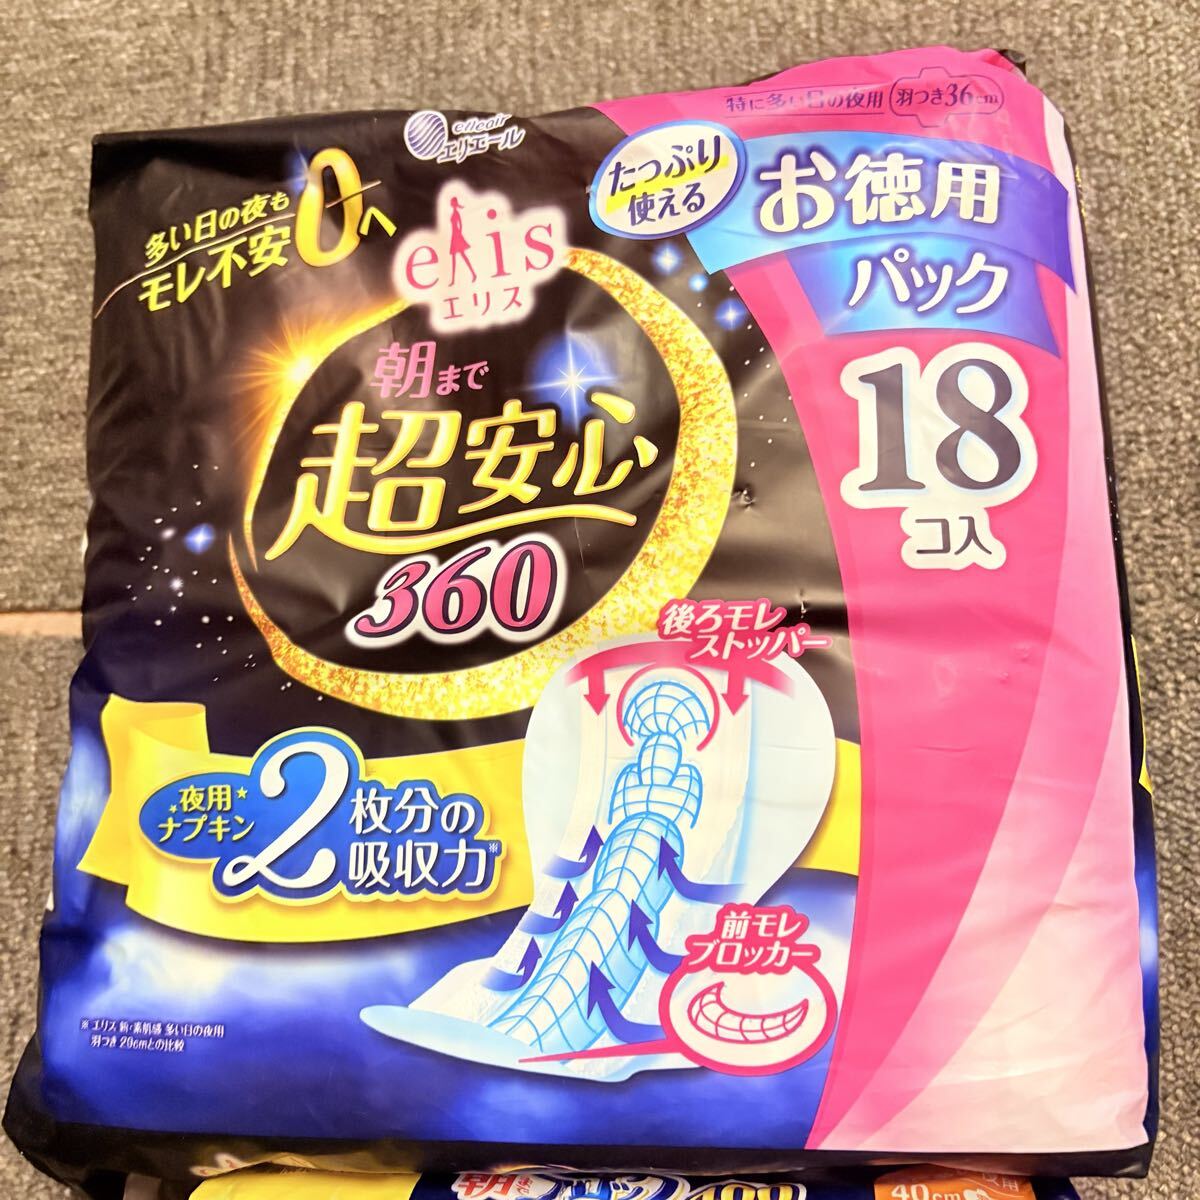 elleair
エリエール
多い日の夜も
モレ不安0へ
elis
エリス
朝まで
超安心
360
特に多い日の夜用 羽つき36cm
たっぷり
使える
お徳用
パック
18
コ入
後ろモレ
ストッパー
夜用
ナプキン
2枚分の
吸収力※
前モレ
ブロッカー
※エリス 新・素肌感 多い日の夜用
羽つき 29cmとの比較
朝まで
40cm